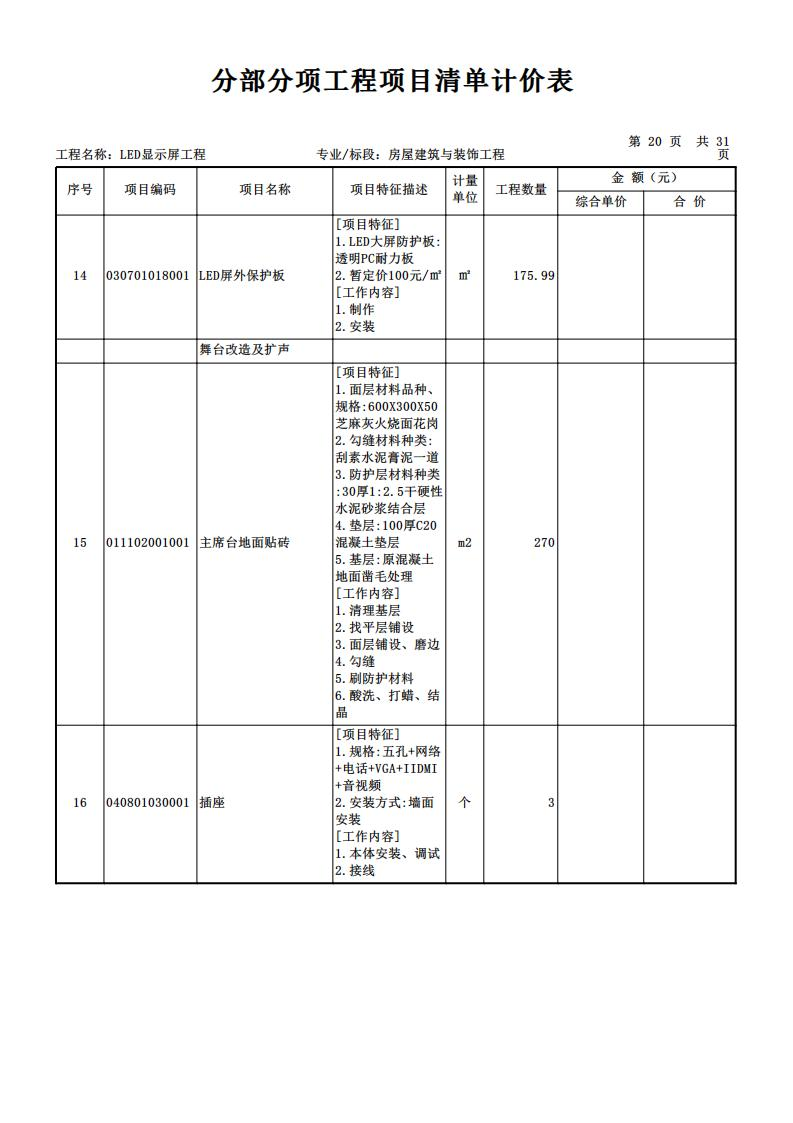 分部分项工程项目清单计价表
第 20 页 共 31
页
工程名称：LED显示屏工程 专业/标段：房屋建筑与装饰工程
序号 项目编码 项目名称 项目特征描述 计量单位 工程数量 金 额（元）
综合单价 合 价
[项目特征]
1.LED大屏防护板:
透明PC耐力板
2.暂定价100元/㎡
14 030701018001 LED屏外保护板 ㎡ 175.99
[工作内容]
1.制作
2.安装
舞台改造及扩声
[项目特征]
1.面层材料品种、
规格:600X300X50
芝麻灰火烧面花岗
2.勾缝材料种类:
刮素水泥膏泥一道
3.防护层材料种类
:30厚1:2.5干硬性
水泥砂浆结合层
4.垫层:100厚C20
15 011102001001 主席台地面贴砖 混凝土垫层 m2 270
5.基层:原混凝土
地面凿毛处理
[工作内容]
1.清理基层
2.找平层铺设
3.面层铺设、磨边
4.勾缝
5.刷防护材料
6.酸洗、打蜡、结
晶
[项目特征]
1.规格:五孔+网络
+电话+VGA+IIDMI
+音视频
16 040801030001 插座 2.安装方式:墙面 个 3
安装
[工作内容]
1.本体安装、调试
2.接线